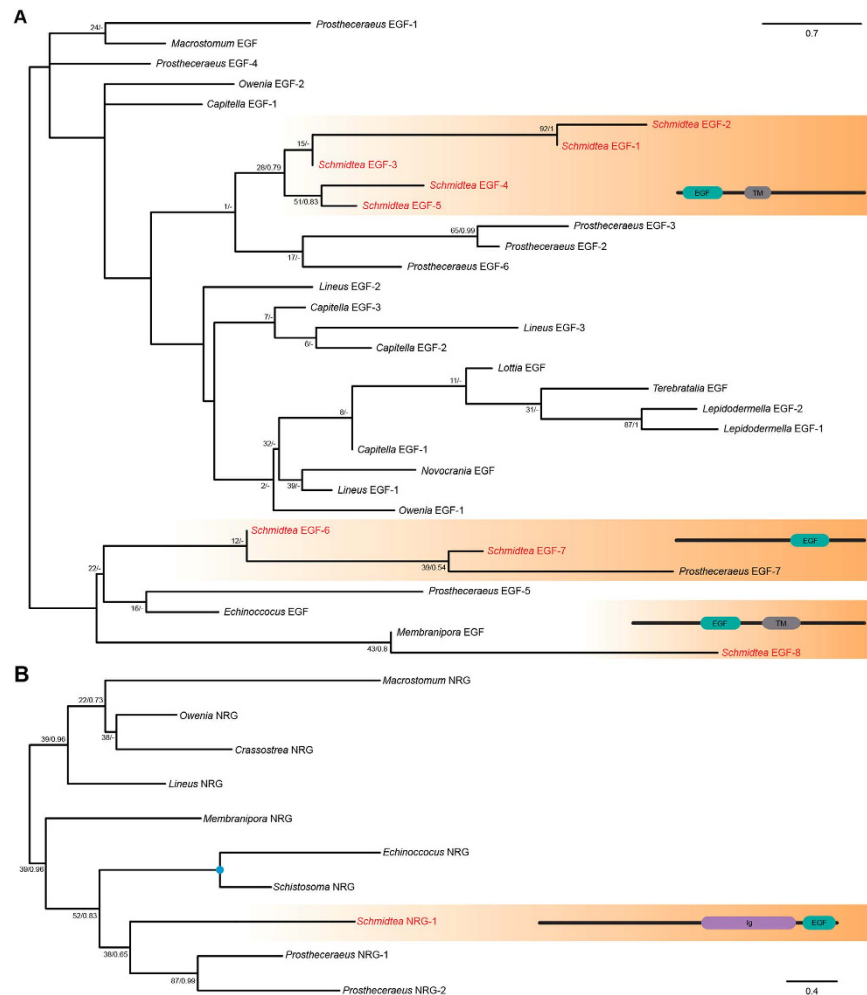 A
24/-
Prostheceraeus EGF-1
0.7
Macrostomum EGF
Prostheceraeus EGF-4
Owenia EGF-2
Capitella EGF-1
92/1
Schmidtea EGF-2
15/-
Schmidtea EGF-1
28/0.79
Schmidtea EGF-3
Schmidtea EGF-4
EGF TM
51/0.83
Schmidtea EGF-5
1/-
65/0.99
Prostheceraeus EGF-3
Prostheceraeus EGF-2
17/-
Prostheceraeus EGF-6
Lineus EGF-2
7/-
Capitella EGF-3
Lineus EGF-3
6/-
Capitella EGF-2
11/-
Lottia EGF
Terebratalia EGF
31/-
8/-
Lepidodermella EGF-2
87/1
Lepidodermella EGF-1
32/-
Capitella EGF-1
Novocrania EGF
2/-
39/-
Lineus EGF-1
Owenia EGF-1
Schmidtea EGF-6
12/-
EGF
Schmidtea EGF-7
22/-
39/0.54
Prostheceraeus EGF-7
Prostheceraeus EGF-5
16/-
Echinoccocus EGF
EGF TM
Membranipora EGF
43/0.8
Schmidtea EGF-8
B
Macrostomum NRG
22/0.73
Owenia NRG
39/0.96
38/-
Crassostrea NRG
Lineus NRG
Membranipora NRG
Echinoccocus NRG
39/0.96
Schistosoma NRG
52/0.83
Schmidtea NRG-1
Ig EGF
38/0.65
Prostheceraeus NRG-1
87/0.99
Prostheceraeus NRG-2
0.4